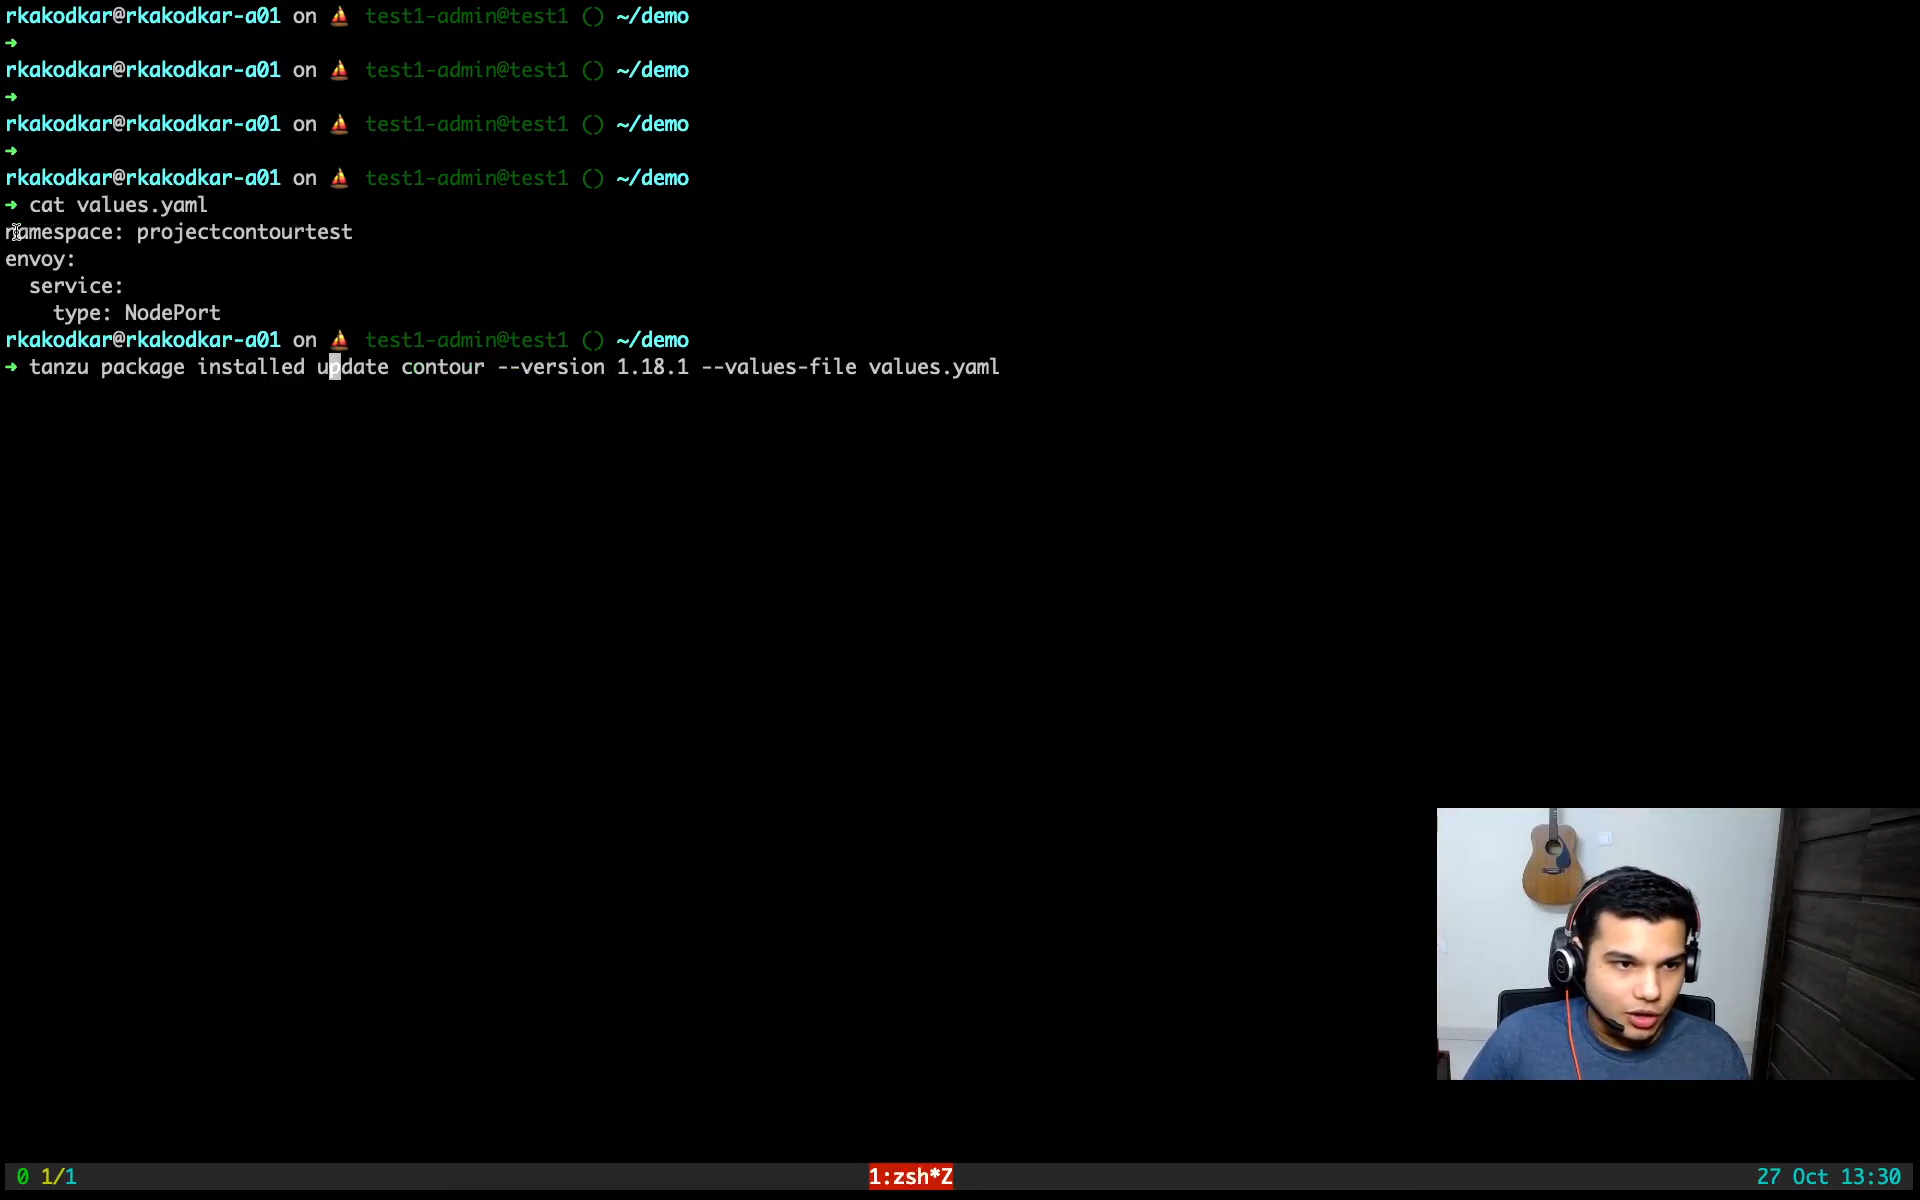 rkakodkar@rkakodkar-a01 on ⛵ test1-admin@test1 () ~/demo
➜
rkakodkar@rkakodkar-a01 on ⛵ test1-admin@test1 () ~/demo
➜
rkakodkar@rkakodkar-a01 on ⛵ test1-admin@test1 () ~/demo
➜
rkakodkar@rkakodkar-a01 on ⛵ test1-admin@test1 () ~/demo
➜ cat values.yaml
namespace: projectcontourtest
envoy:
  service:
    type: NodePort
rkakodkar@rkakodkar-a01 on ⛵ test1-admin@test1 () ~/demo
➜ tanzu package installed update contour --version 1.18.1 --values-file values.yaml
0 1/1 1:zsh*Z 27 Oct 13:30